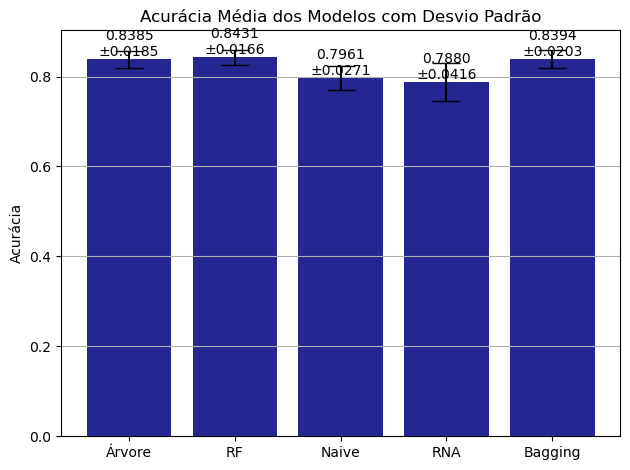 Acurácia Média dos Modelos com Desvio Padrão
0.8385
±0.0185
0.8431
±0.0166
0.7961
±0.0271
0.7880
±0.0416
0.8394
±0.0203
Acurácia
0.8
0.6
0.4
0.2
0.0
Árvore
RF
Naive
RNA
Bagging